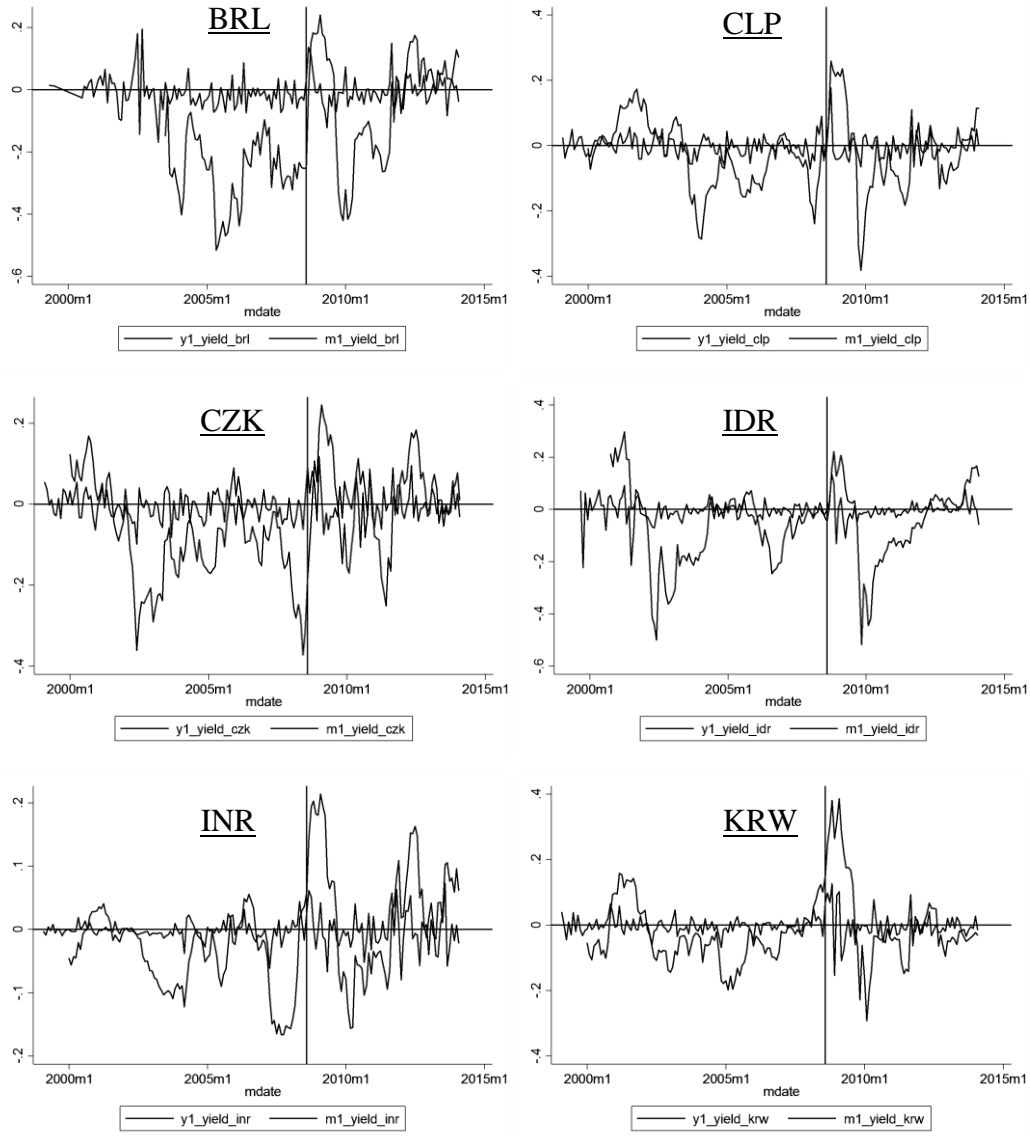 BRL
.2
0
-.2
-.4
-.6
2000m1 2005m1 2010m1 2015m1
mdate
y1_yield_brl m1_yield_brl
CLP
.4
.2
0
-.2
-.4
2000m1 2005m1 2010m1 2015m1
mdate
y1_yield_clp m1_yield_clp
CZK
.2
0
-.2
-.4
2000m1 2005m1 2010m1 2015m1
mdate
y1_yield_czk m1_yield_czk
IDR
.4
.2
0
-.2
-.4
-.6
2000m1 2005m1 2010m1 2015m1
mdate
y1_yield_idr m1_yield_idr
INR
.2
.1
0
-.1
-.2
2000m1 2005m1 2010m1 2015m1
mdate
y1_yield_inr m1_yield_inr
KRW
.4
.2
0
-.2
-.4
2000m1 2005m1 2010m1 2015m1
mdate
y1_yield_krw m1_yield_krw